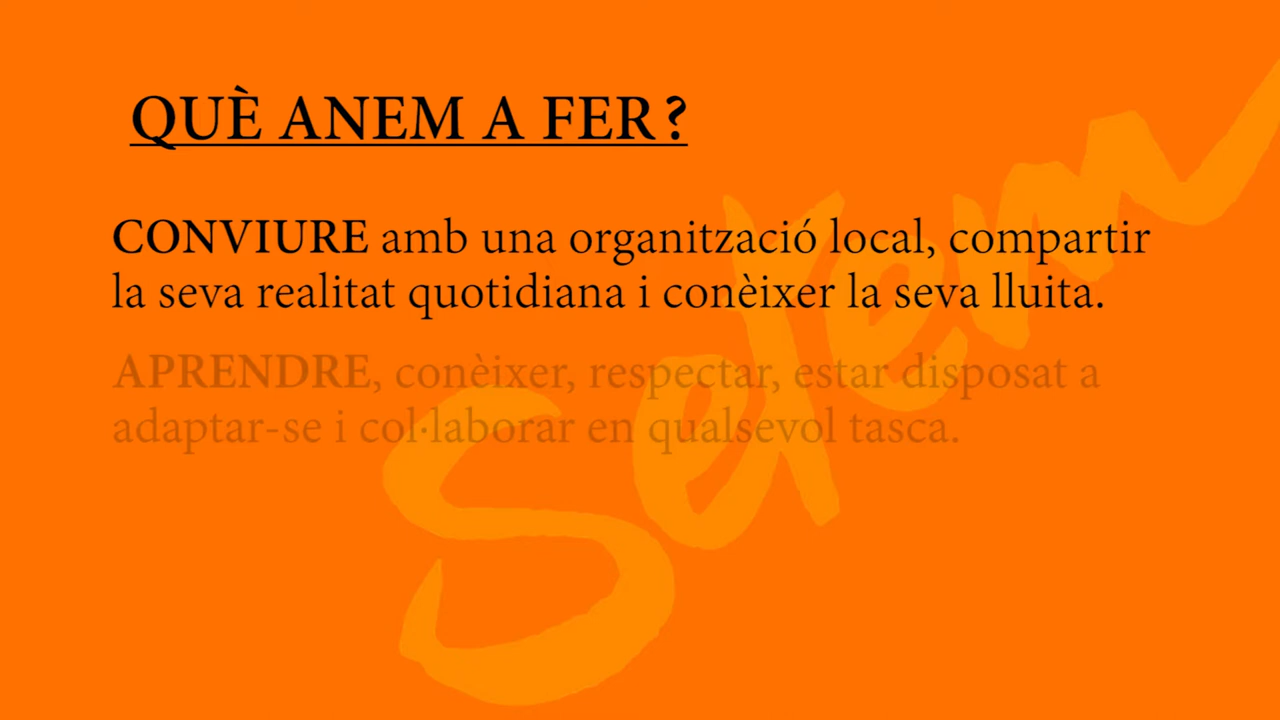 QUÈ ANEM A FER?
CONVIURE amb una organització local, compartir
la seva realitat quotidiana i conèixer la seva lluita.
APRENDRE, conèixer, respectar, estar disposat a
adaptar-se i col·laborar en qualsevol tasca.
Setem